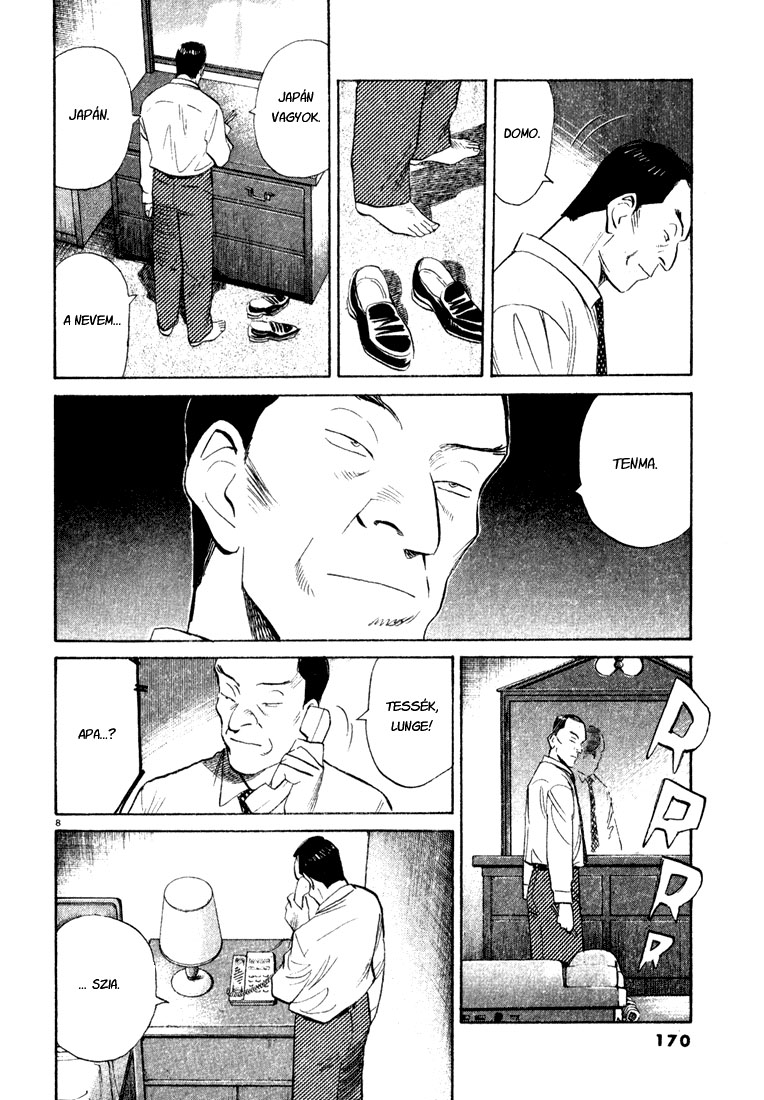 DOMO.
JAPÁN
VAGYOK.
JAPÁN.
A NEVEM...
TENMA.
RRRR
TESSÉK,
LUNGE!
APA...?
... SZIA.
8
170